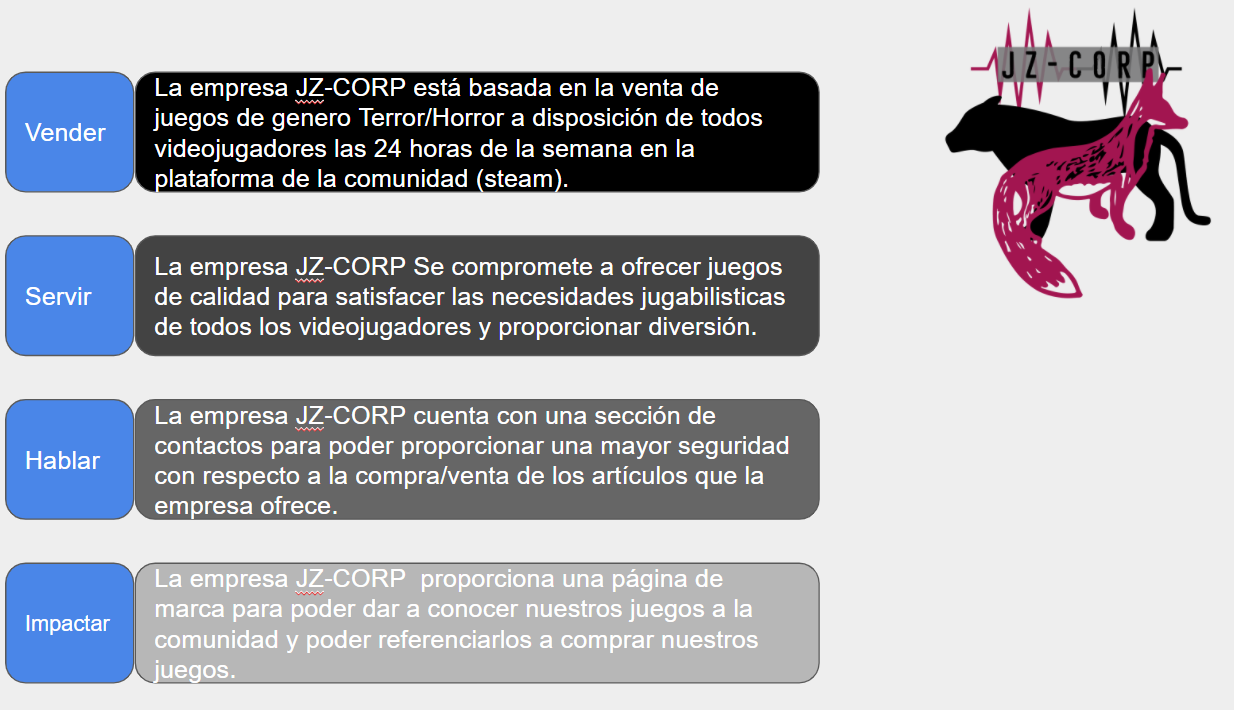 JZ-CORP
Vender
La empresa JZ-CORP está basada en la venta de
juegos de genero Terror/Horror a disposición de todos
videojugadores las 24 horas de la semana en la
plataforma de la comunidad (steam).
Servir
La empresa JZ-CORP Se compromete a ofrecer juegos
de calidad para satisfacer las necesidades jugabilisticas
de todos los videojugadores y proporcionar diversión.
Hablar
La empresa JZ-CORP cuenta con una sección de
contactos para poder proporcionar una mayor seguridad
con respecto a la compra/venta de los artículos que la
empresa ofrece.
Impactar
La empresa JZ-CORP  proporciona una página de
marca para poder dar a conocer nuestros juegos a la
comunidad y poder referenciarlos a comprar nuestros
juegos.